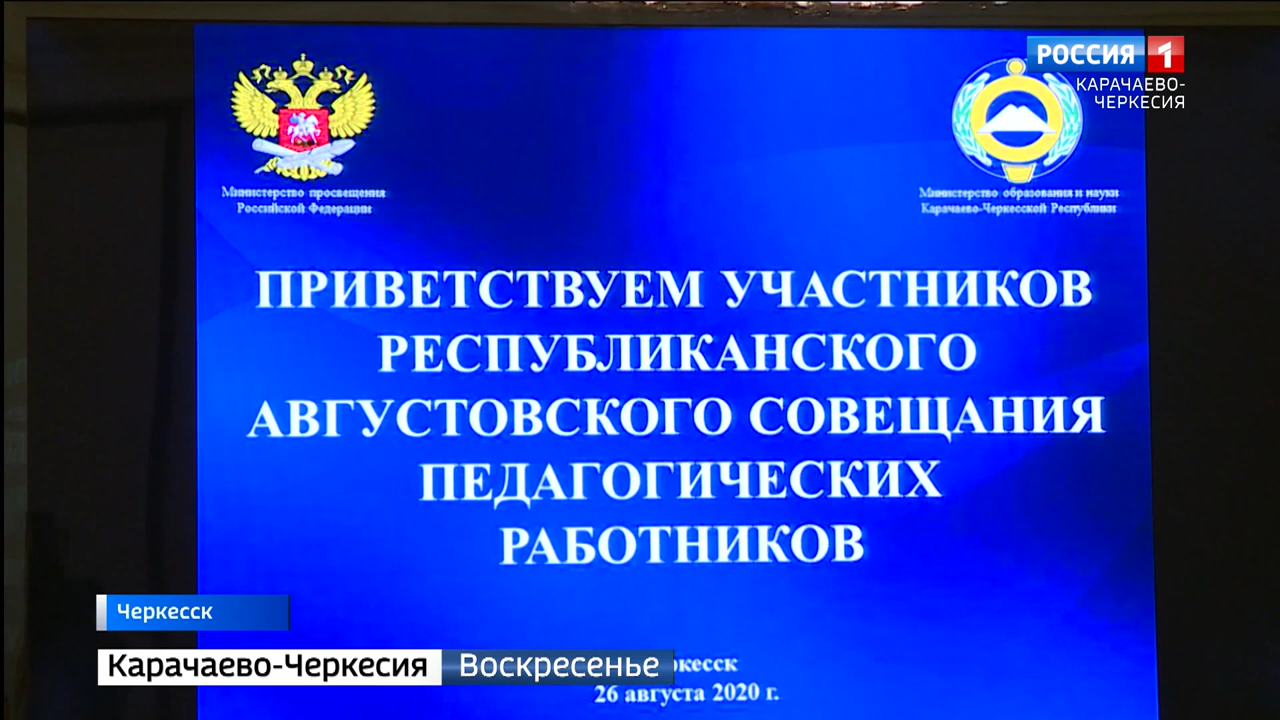 РОССИЯ 1
КАРАЧАЕВО-
ЧЕРКЕСИЯ
Министерство просвещения
Российской Федерации
Министерство образования и науки
Карачаево-Черкесской Республики
ПРИВЕТСТВУЕМ УЧАСТНИКОВ
РЕСПУБЛИКАНСКОГО
АВГУСТОВСКОГО СОВЕЩАНИЯ
ПЕДАГОГИЧЕСКИХ
РАБОТНИКОВ
Черкесск
Карачаево-Черкесия Воскресенье
26 августа 2020 г.